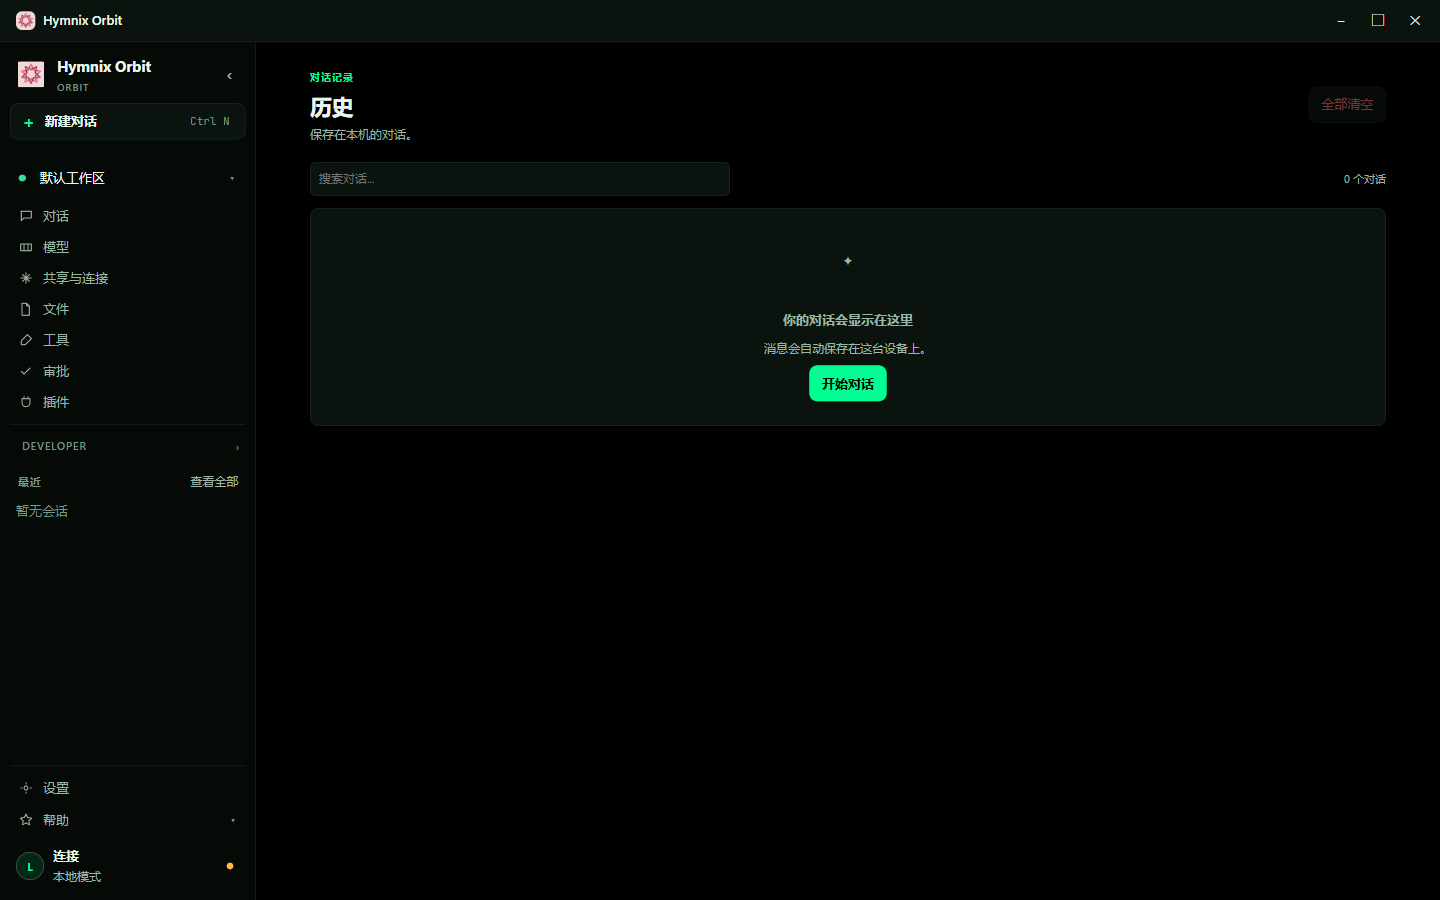 Hymnix Orbit
Hymnix Orbit
ORBIT
新建对话 Ctrl N
默认工作区
对话
模型
共享与连接
文件
工具
审批
插件
DEVELOPER
最近 查看全部
暂无会话
设置
帮助
L
连接
本地模式
对话记录
历史
保存在本机的对话。
全部清空
搜索对话...
0 个对话
你的对话会显示在这里
消息会自动保存在这台设备上。
开始对话